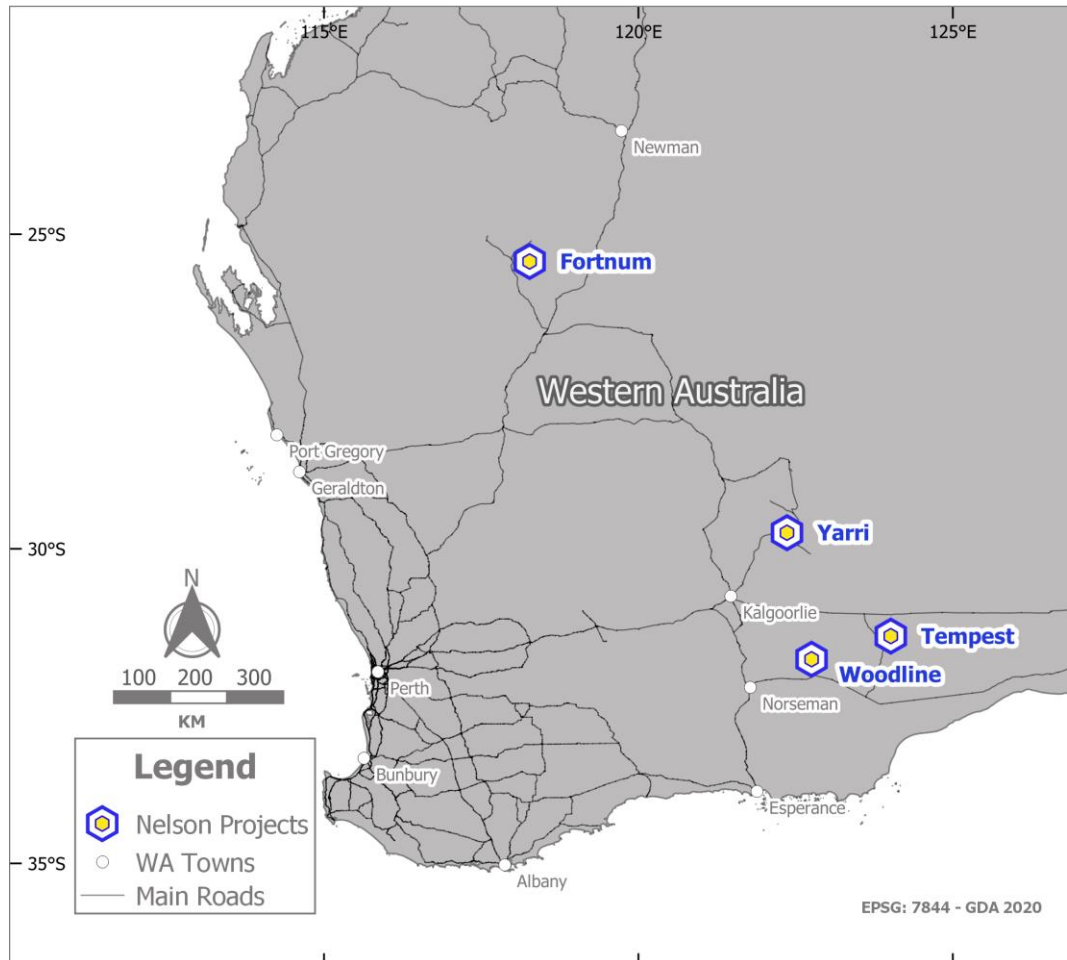 115°E
120°E
125°E
Newman
25°S
Fortnum
Western Australia
Port Gregory
Geraldton
Yarri
30°S
N
Kalgoorlie
Tempest
Woodline
100 200 300
KM
Perth
Norseman
Legend
Bunbury
Nelson Projects
Esperance
WA Towns
35°S
Albany
Main Roads
EPSG: 7844 - GDA 2020